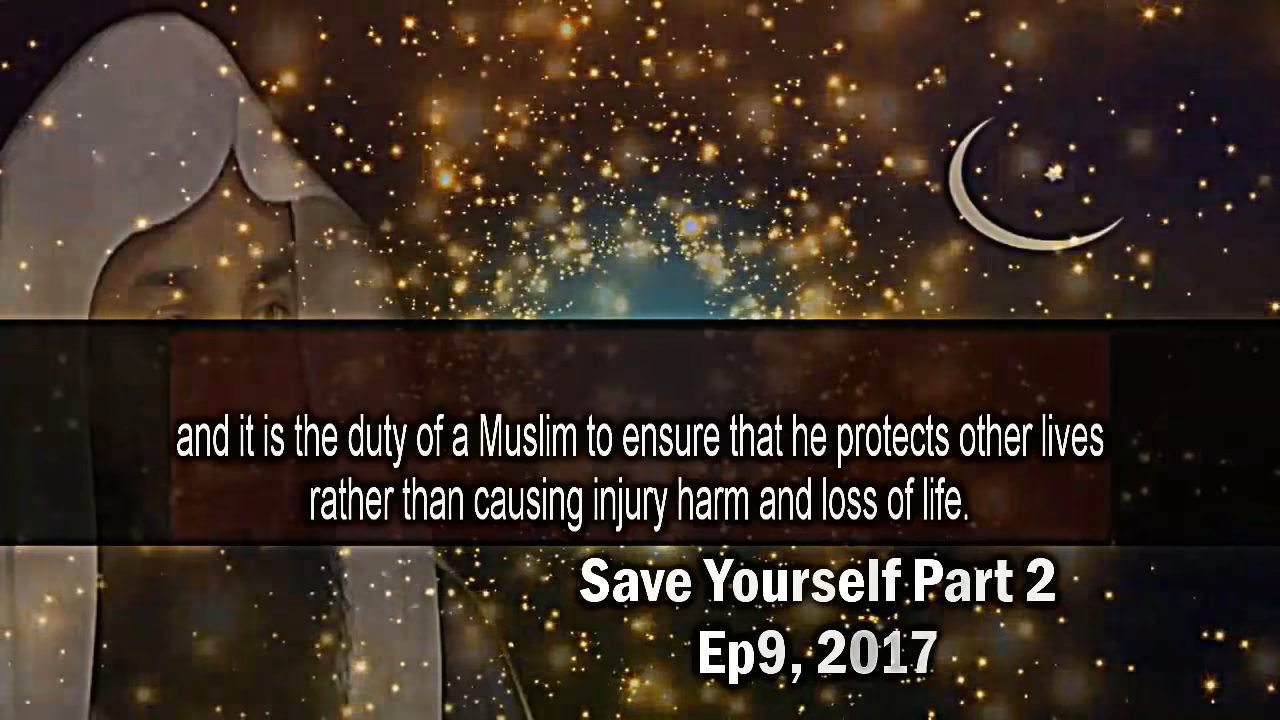 and it is the duty of a Muslim to ensure that he protects other lives
rather than causing injury harm and loss of life.
Save Yourself Part 2
Ep9, 2017